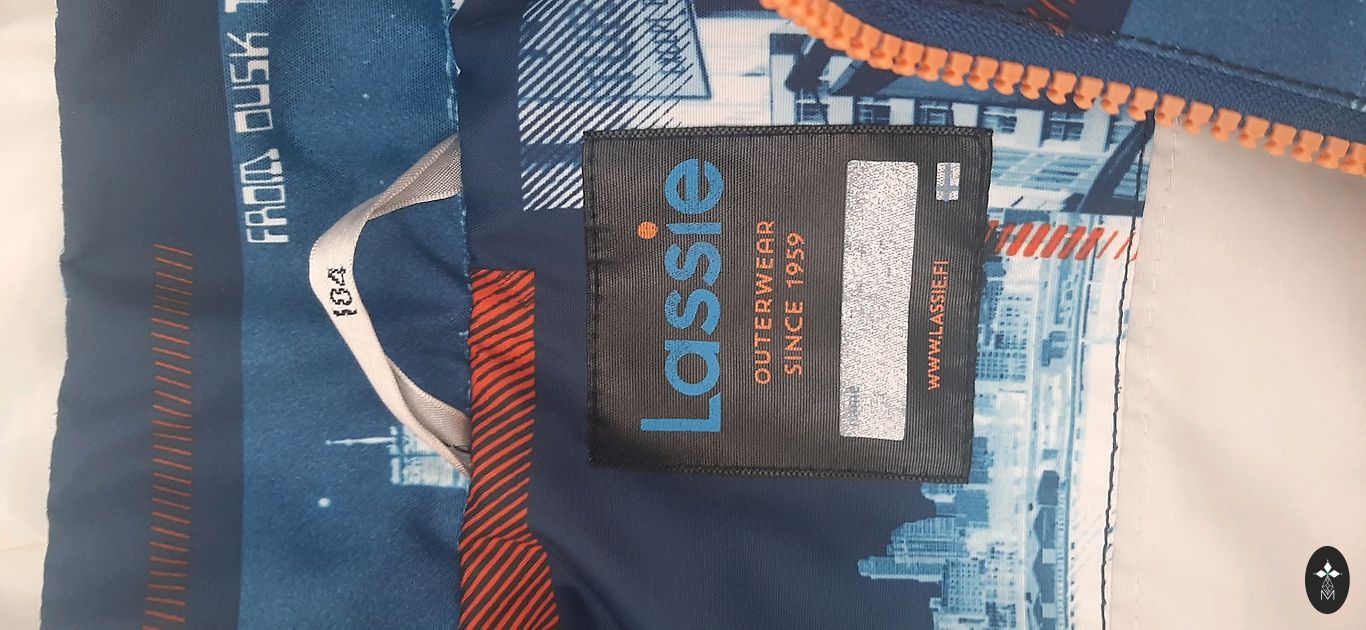 FROM DUSK T
104
Lassie
OUTERWEAR
SINCE 1959
WWW.LASSIE.FI
M